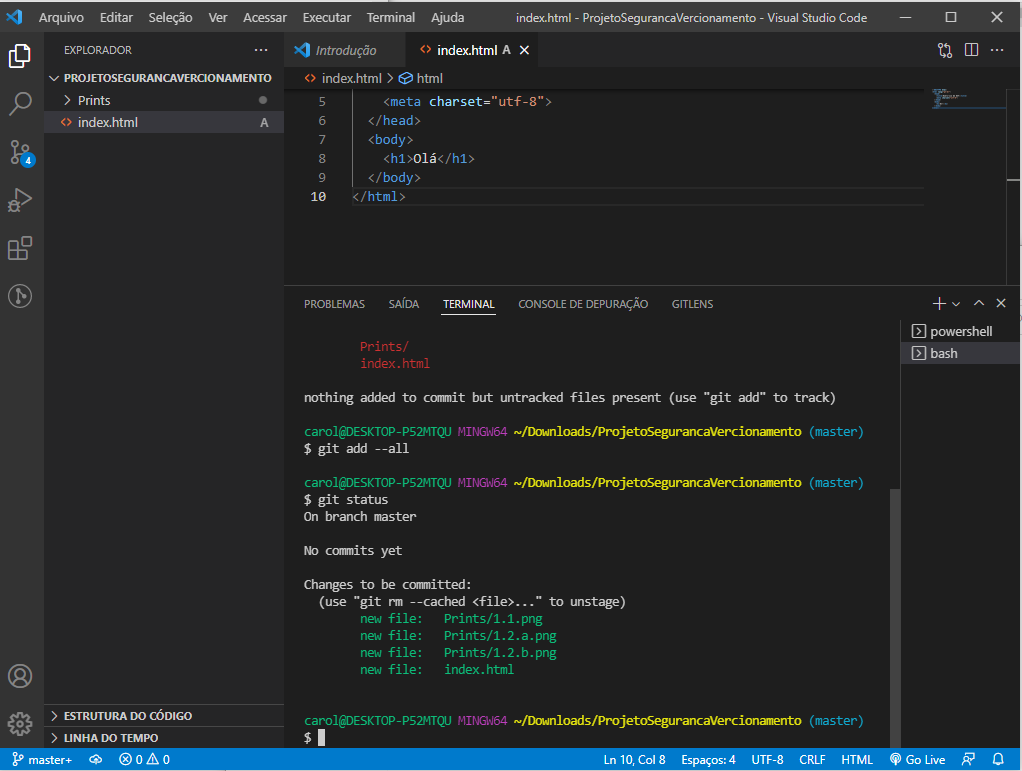 Arquivo Editar Seleção Ver Acessar Executar Terminal Ajuda index.html - ProjetoSegurancaVercionamento - Visual Studio Code
EXPLORADOR
PROJETOSEGURANCAVERCIONAMENTO
Prints
index.html A
4
ESTRUTURA DO CÓDIGO
LINHA DO TEMPO
Introdução index.html A
index.html > html
5 <meta charset="utf-8">
6 </head>
7 <body>
8 <h1>Olá</h1>
9 </body>
10 </html>
PROBLEMAS SAÍDA TERMINAL CONSOLE DE DEPURAÇÃO GITLENS
powershell
bash
Prints/
index.html
nothing added to commit but untracked files present (use "git add" to track)
carol@DESKTOP-P52MTQU MINGW64 ~/Downloads/ProjetoSegurancaVercionamento (master)
$ git add --all
carol@DESKTOP-P52MTQU MINGW64 ~/Downloads/ProjetoSegurancaVercionamento (master)
$ git status
On branch master
No commits yet
Changes to be committed:
(use "git rm --cached <file>..." to unstage)
new file: Prints/1.1.png
new file: Prints/1.2.a.png
new file: Prints/1.2.b.png
new file: index.html
carol@DESKTOP-P52MTQU MINGW64 ~/Downloads/ProjetoSegurancaVercionamento (master)
$
master+ 0 0 Ln 10, Col 8 Espaços: 4 UTF-8 CRLF HTML Go Live